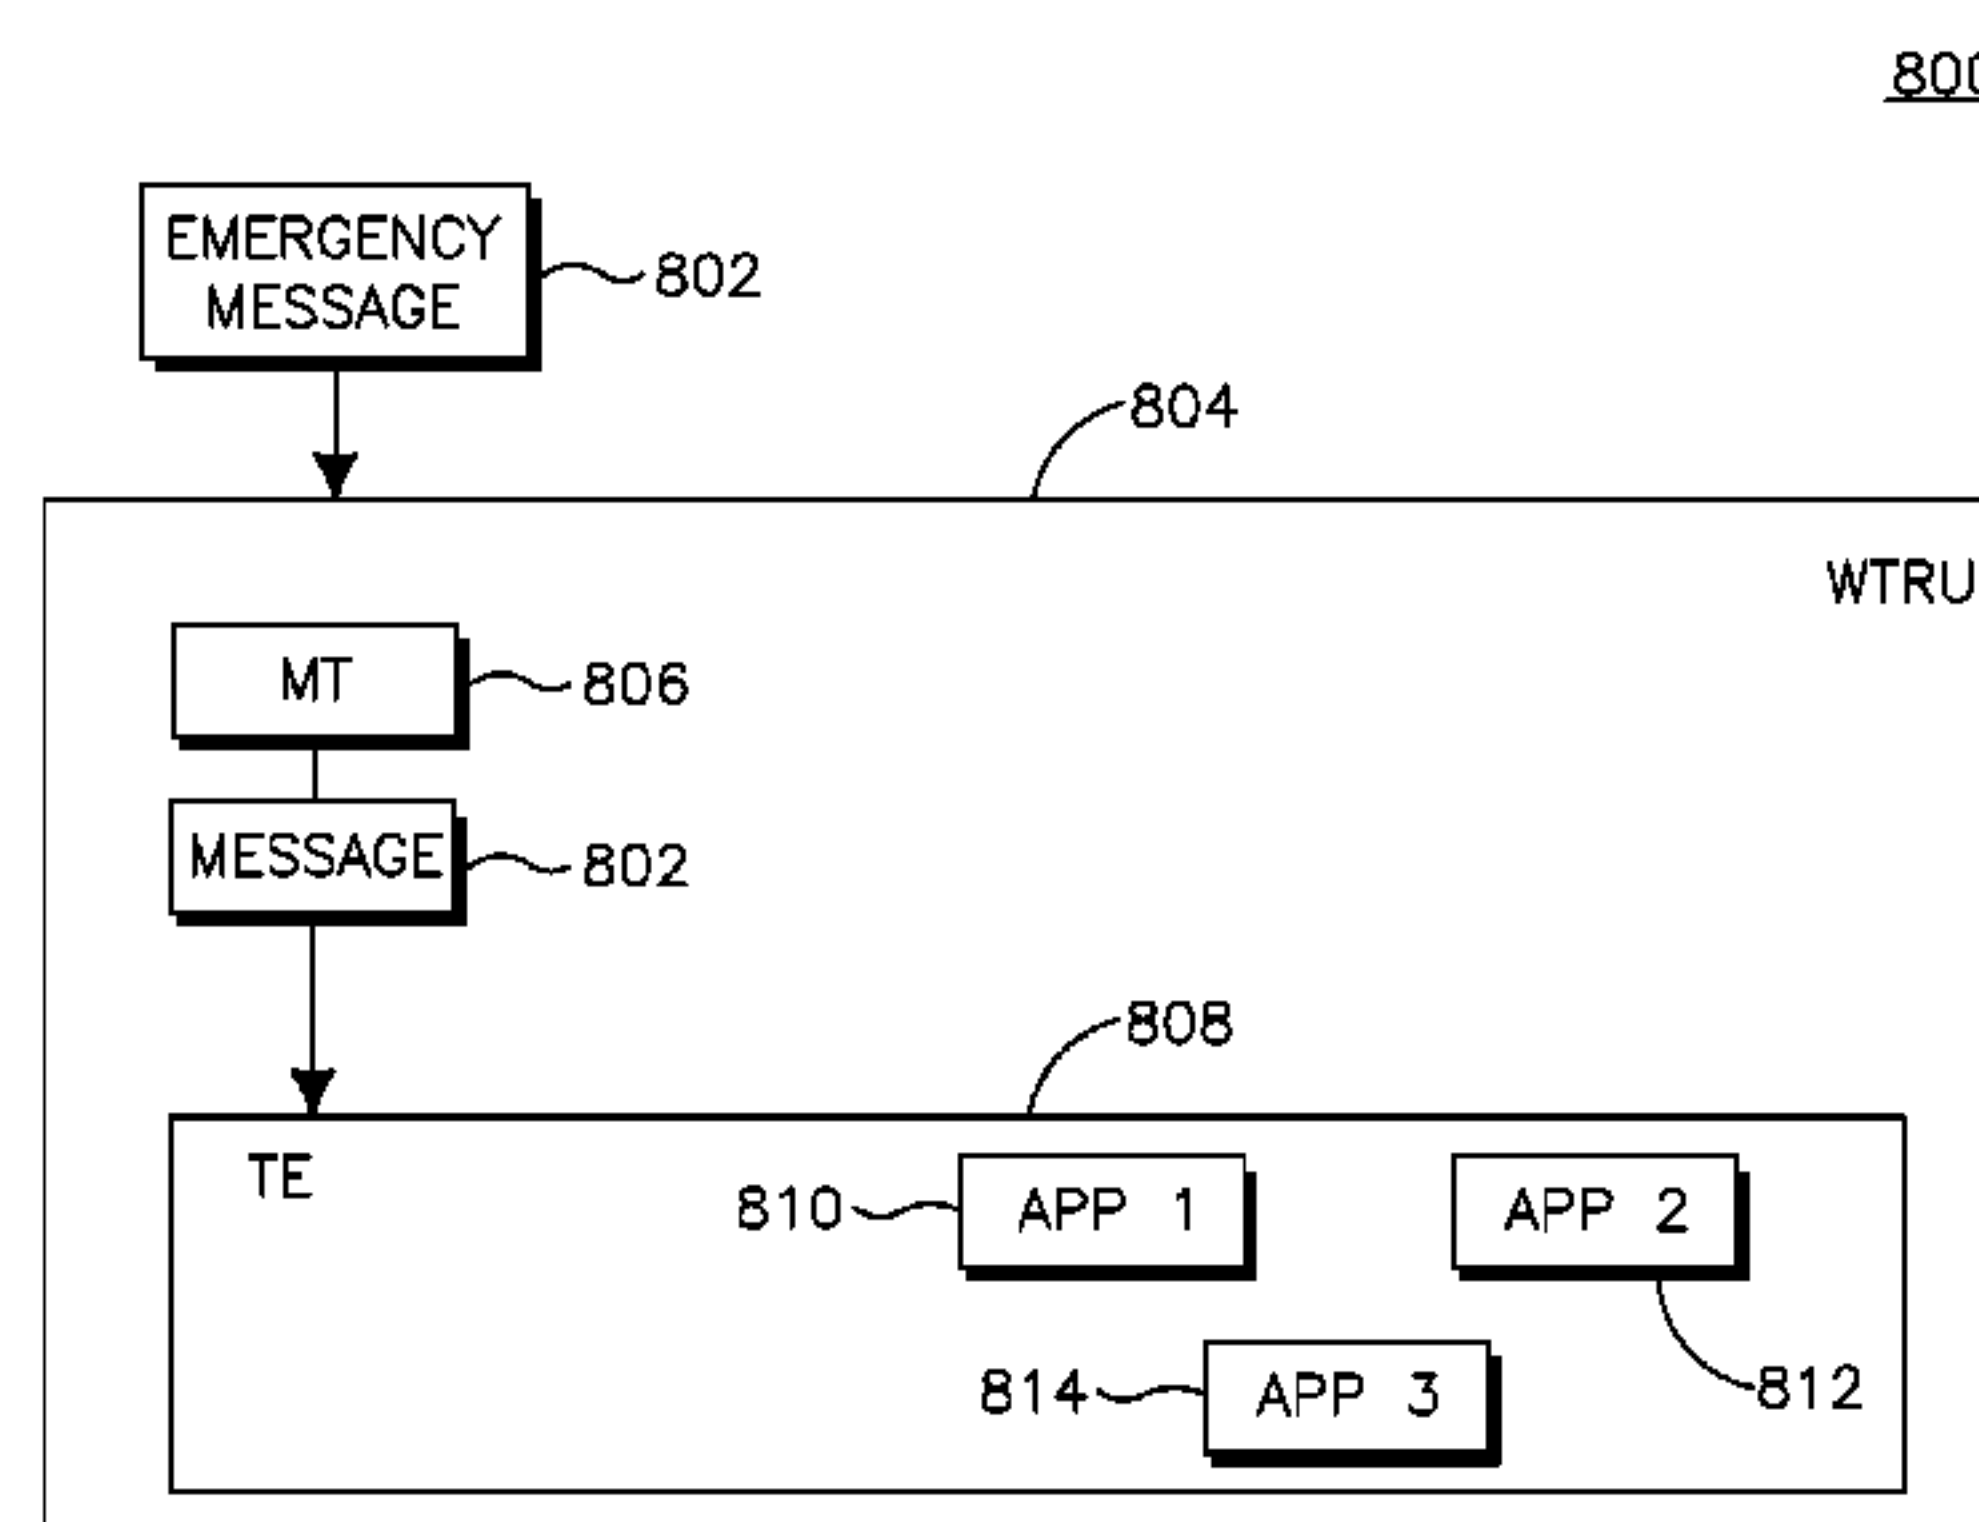 800
EMERGENCY
MESSAGE
802
804
WTRU
MT
806
MESSAGE
802
808
TE
810
APP 1
APP 2
814
APP 3
812